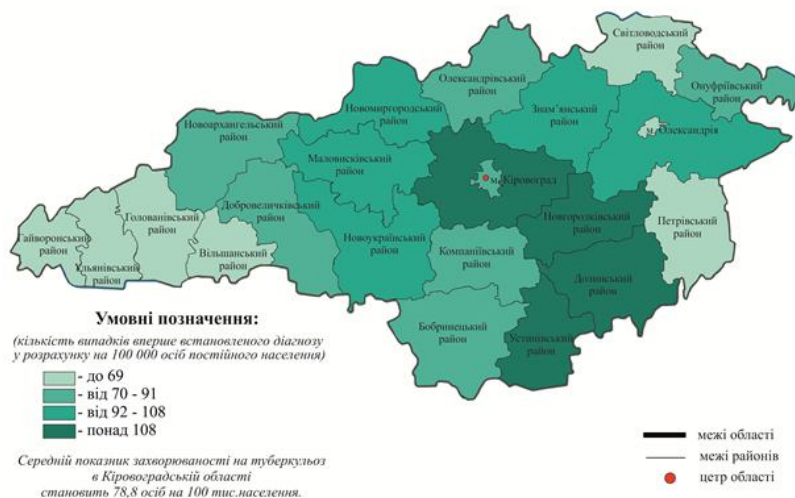 Світловодський
район
Олександрівський
район
Онуфріївський
район
Новомиргородський
район
Знам’янський
район
Новоархангельський
район
м. Олександрія
Маловисківський
район
м. Кіровоград
Добровеличківський
район
Новгородківський
район
Петрівський
район
Голованівський
район
Гайворонський
район
Ульянівський
район
Вільшанський
район
Новоукраїнський
район
Компаніївський
район
Долинський
район
Бобринецький
район
Устинівський
район
Умовні позначення:
(кількість випадків вперше встановленого діагнозу
у розрахунку на 100 000 осіб постійного населення)
- до 69
- від 70 - 91
- від 92 - 108
- понад 108
Середній показник захворюваності на туберкульоз
в Кіровоградській області
становить 78,8 осіб на 100 тис.населення.
межі області
межі районів
цетр області